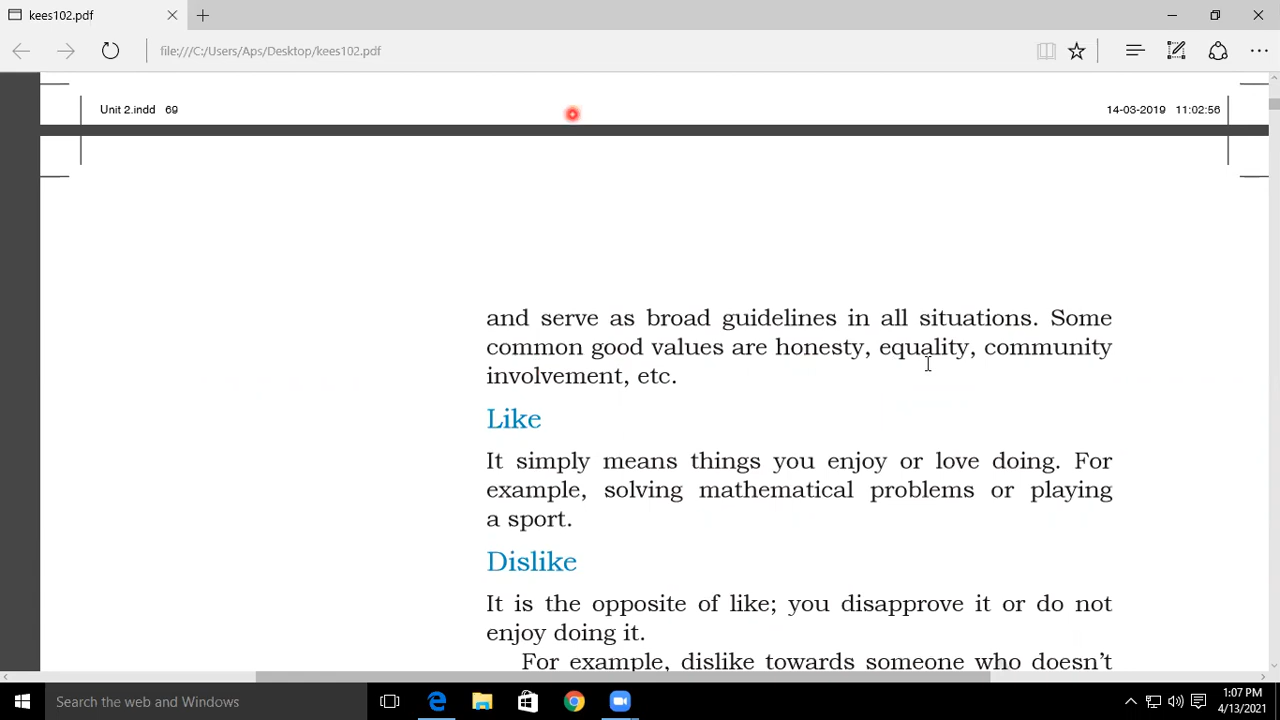 kees102.pdf
file:///C:/Users/Aps/Desktop/kees102.pdf
Unit 2.indd 69
14-03-2019 11:02:56
and serve as broad guidelines in all situations. Some
common good values are honesty, equality, community
involvement, etc.
Like
It simply means things you enjoy or love doing. For
example, solving mathematical problems or playing
a sport.
Dislike
It is the opposite of like; you disapprove it or do not
enjoy doing it.
For example, dislike towards someone who doesn't
Search the web and Windows
1:07 PM
4/13/2021